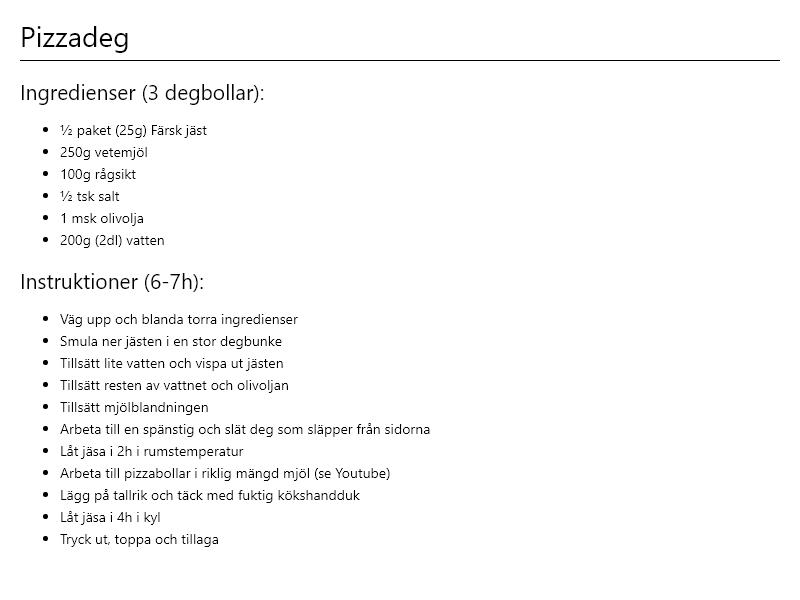 Pizzadeg
Ingredienser (3 degbollar):
½ paket (25g) Färsk jäst
250g vetemjöl
100g rågsikt
½ tsk salt
1 msk olivolja
200g (2dl) vatten
Instruktioner (6-7h):
Väg upp och blanda torra ingredienser
Smula ner jästen i en stor degbunke
Tillsätt lite vatten och vispa ut jästen
Tillsätt resten av vattnet och olivoljan
Tillsätt mjölblandningen
Arbeta till en spänstig och slät deg som släpper från sidorna
Låt jäsa i 2h i rumstemperatur
Arbeta till pizzabollar i riklig mängd mjöl (se Youtube)
Lägg på tallrik och täck med fuktig kökshandduk
Låt jäsa i 4h i kyl
Tryck ut, toppa och tillaga